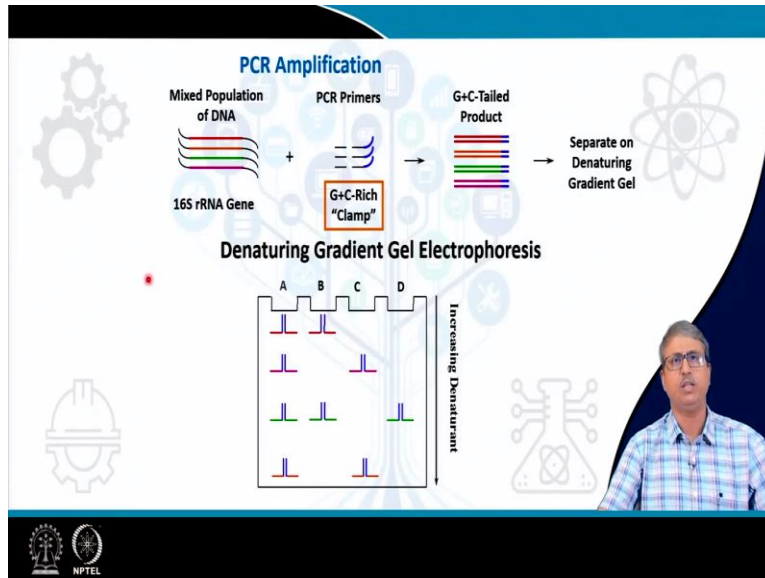 PCR Amplification
Mixed Population
of DNA
PCR Primers
G+C-Tailed
Product
+
Separate on
Denaturing
Gradient Gel
16S rRNA Gene
G+C-Rich
"Clamp"
Denaturing Gradient Gel Electrophoresis
A B C D
Increasing Denaturant
NPTEL